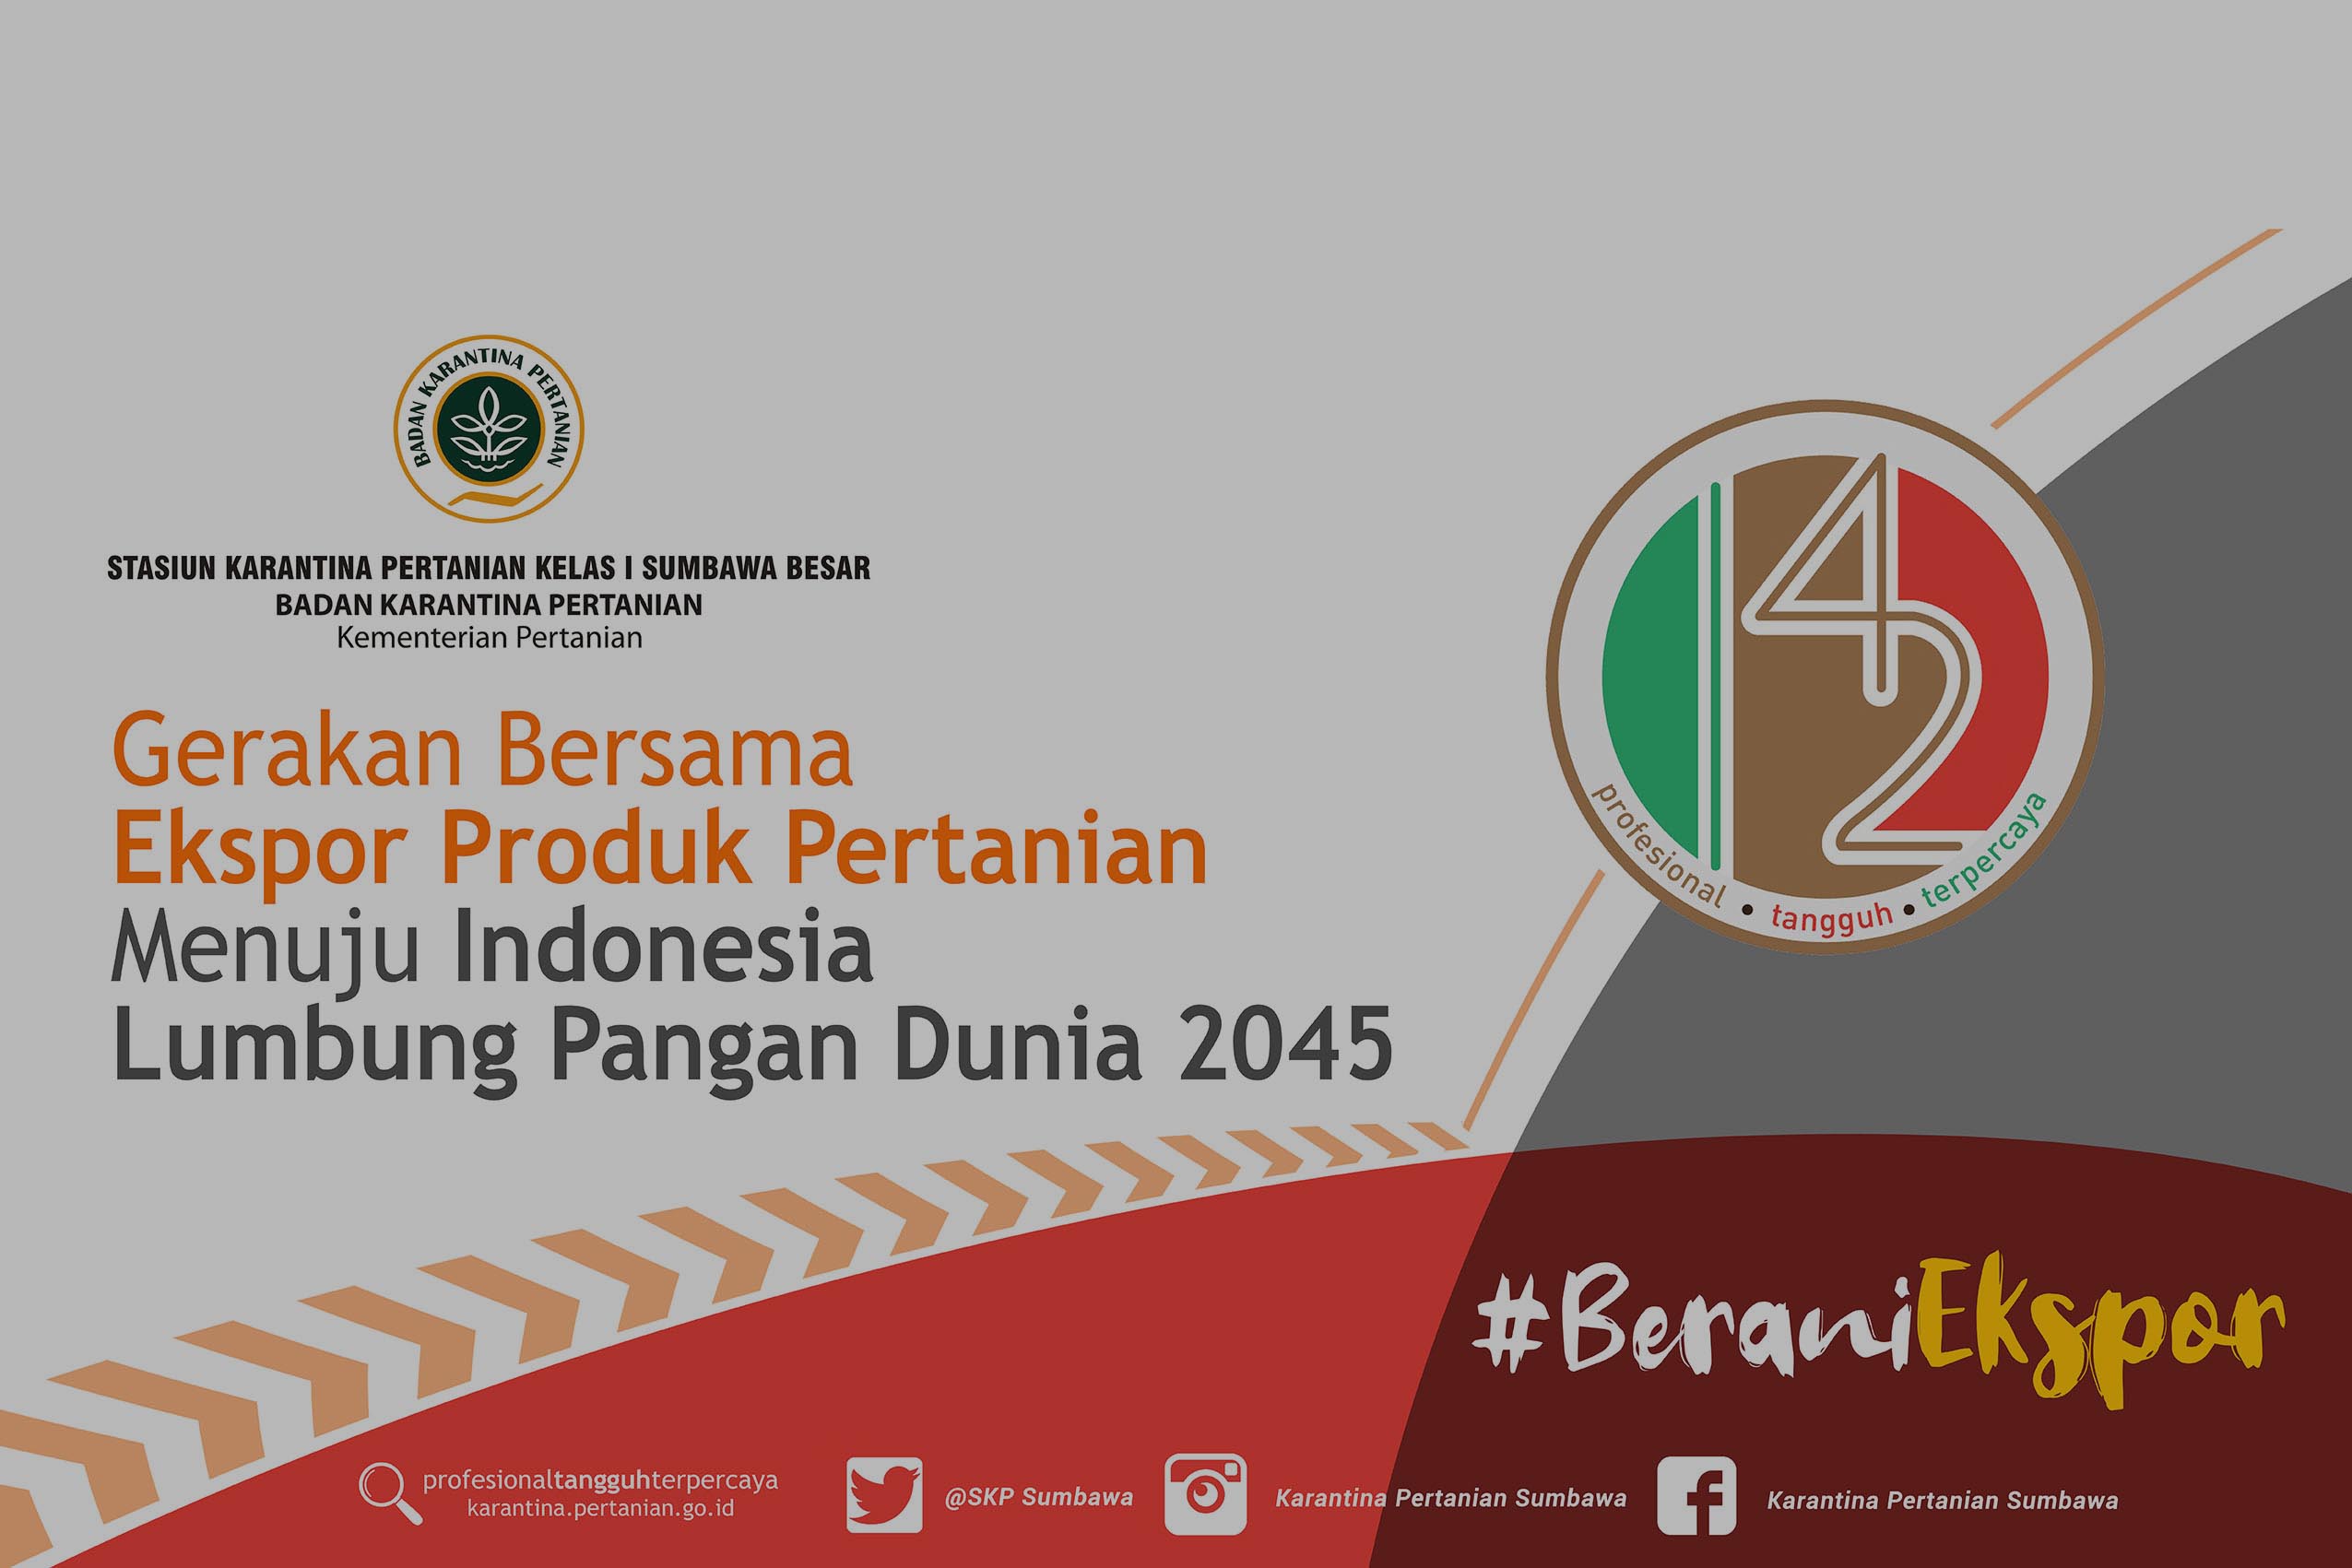 BADAN KARANTINA PERTANIAN
STASIUN KARANTINA PERTANIAN KELAS I SUMBAWA BESAR
BADAN KARANTINA PERTANIAN
Kementerian Pertanian
Gerakan Bersama
Ekspor Produk Pertanian
Menuju Indonesia
Lumbung Pangan Dunia 2045
142
profesional • tangguh • terpercaya
#BeraniEkspor
profesionaltangguhterpercaya
karantina.pertanian.go.id
@SKP Sumbawa
Karantina Pertanian Sumbawa
Karantina Pertanian Sumbawa